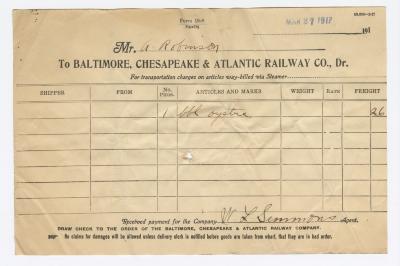 Form 268
MAR 27 1917
191
Mr. A Robinson
To BALTIMORE, CHESAPEAKE & ATLANTIC RAILWAY CO., Dr.
For transportation charges on articles way-billed via Steamer
SHIPPER FROM No. Pcgs. ARTICLES AND MARKS WEIGHT RATE FREIGHT
1 bbl oystrs 26
Received payment for the Company W L Simmons Agent.
DRAW CHECK TO THE ORDER OF THE BALTIMORE, CHESAPEAKE & ATLANTIC RAILWAY COMPANY.
No claims for damages will be allowed unless delivery clerk is notified before goods are taken from wharf, that they are in bad order.